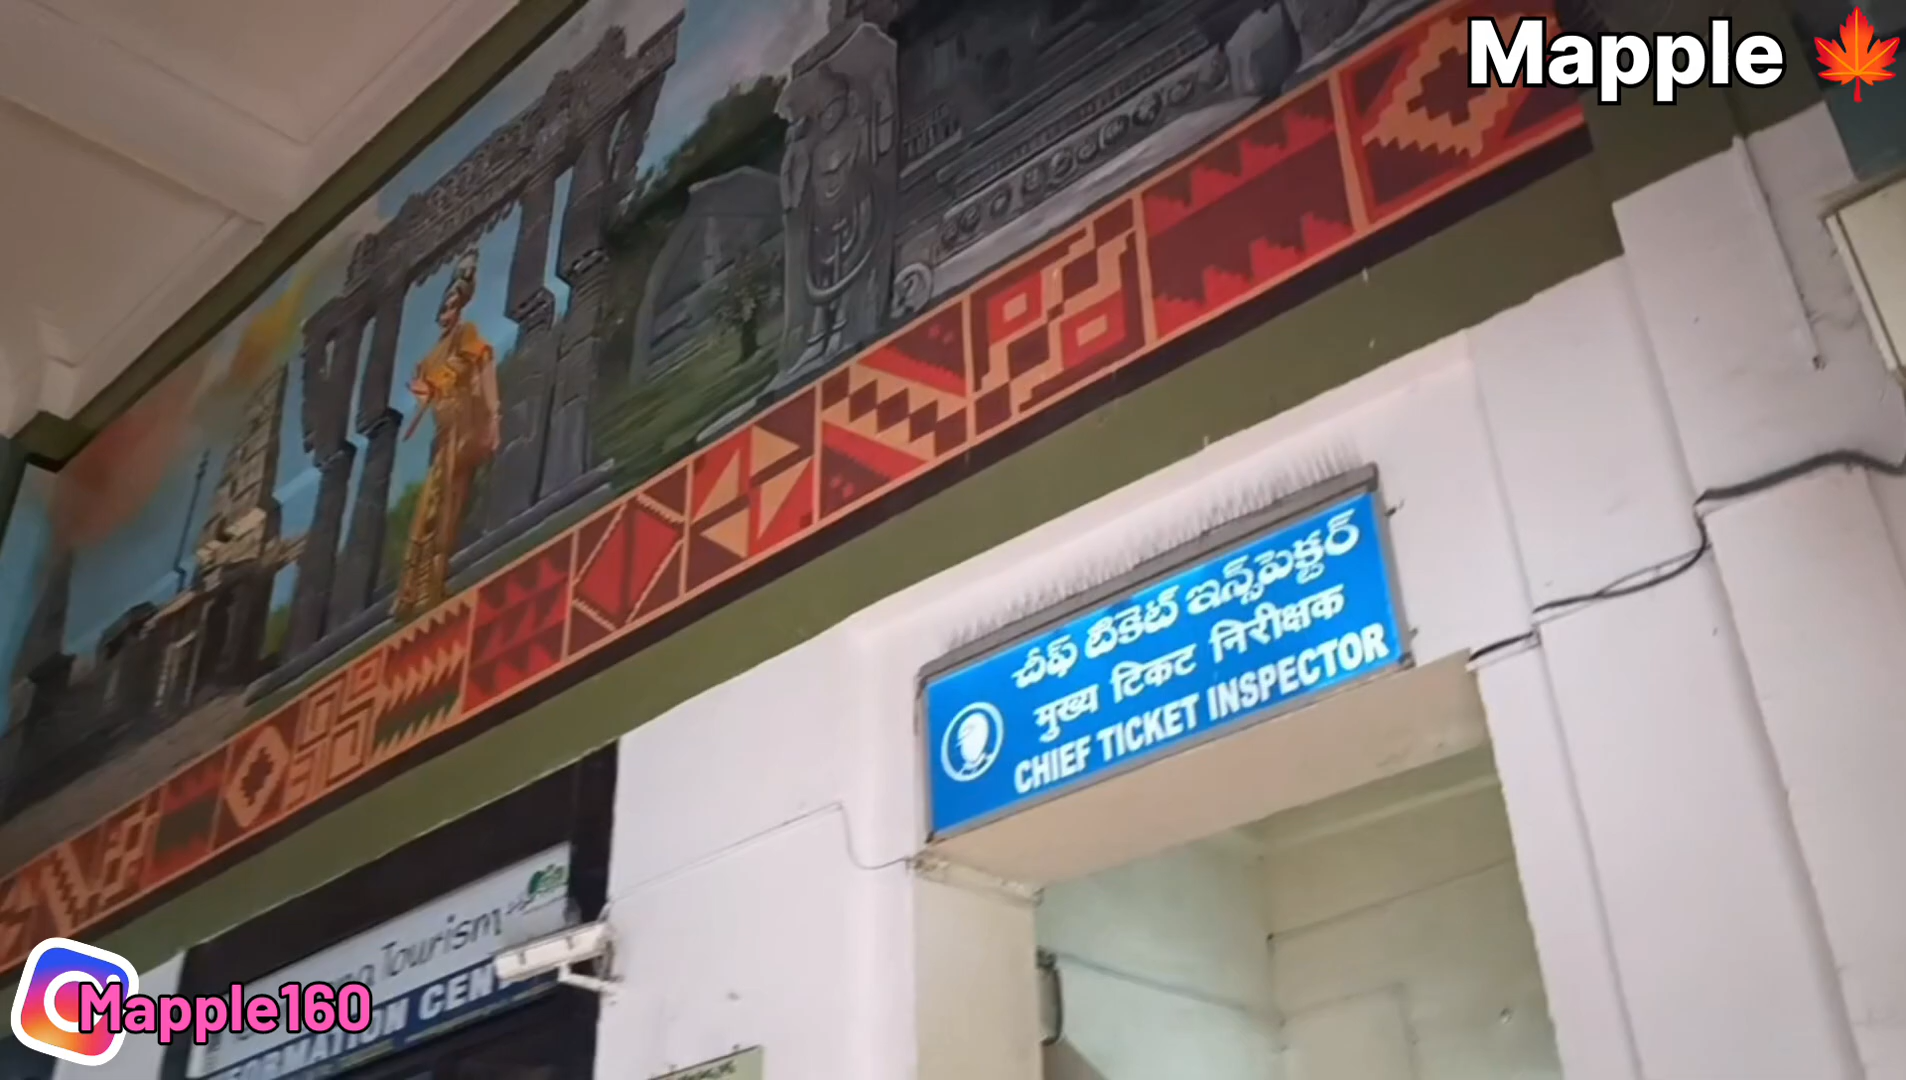 Mapple 🍁
చీఫ్ టికెట్ ఇన్స్‌పెక్టర్
मुख्य टिकट निरीक्षक
CHIEF TICKET INSPECTOR
Tourism
Mapple160